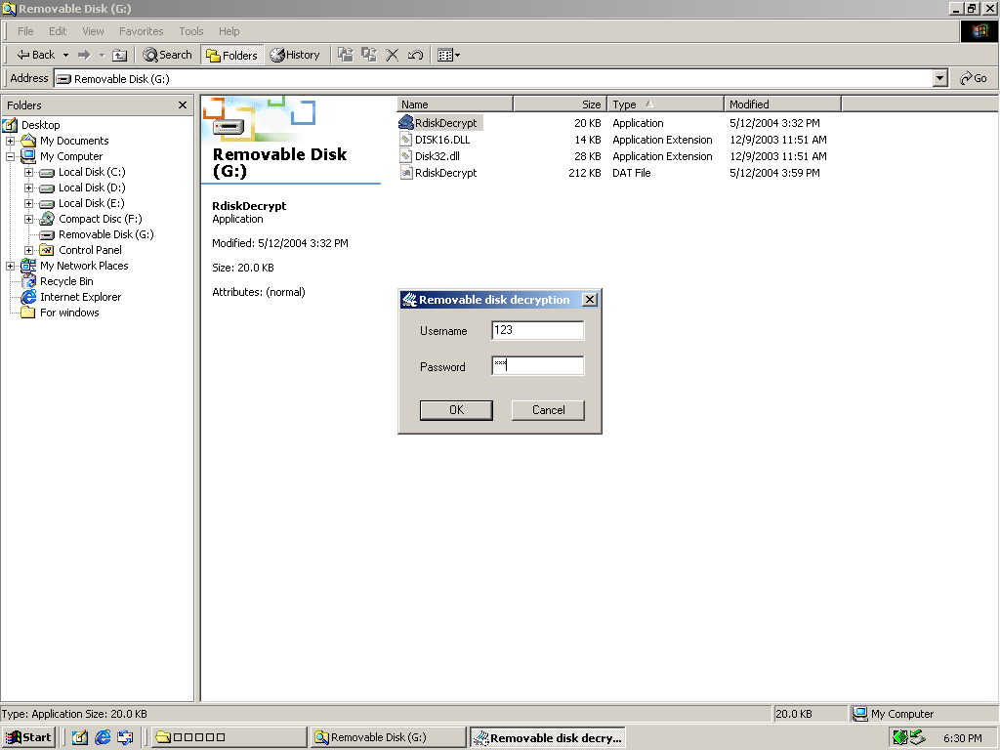 Removable Disk (G:)
File Edit View Favorites Tools Help
Back Search Folders History
Address Removable Disk (G:) Go
Folders
Desktop
My Documents
My Computer
Local Disk (C:)
Local Disk (D:)
Local Disk (E:)
Compact Disc (F:)
Removable Disk (G:)
Control Panel
My Network Places
Recycle Bin
Internet Explorer
For windows
Removable Disk
(G:)
RdiskDecrypt
Application
Modified: 5/12/2004 3:32 PM
Size: 20.0 KB
Attributes: (normal)
Name Size Type Modified
RdiskDecrypt 20 KB Application 5/12/2004 3:32 PM
DISK16.DLL 14 KB Application Extension 12/9/2003 11:51 AM
Disk32.dll 28 KB Application Extension 12/9/2003 11:51 AM
RdiskDecrypt 212 KB DAT File 5/12/2004 3:59 PM
Removable disk decryption
Username 123
Password ***
OK Cancel
Type: Application Size: 20.0 KB 20.0 KB My Computer
Start □□□□□ Removable Disk (G:) Removable disk decry... 6:30 PM